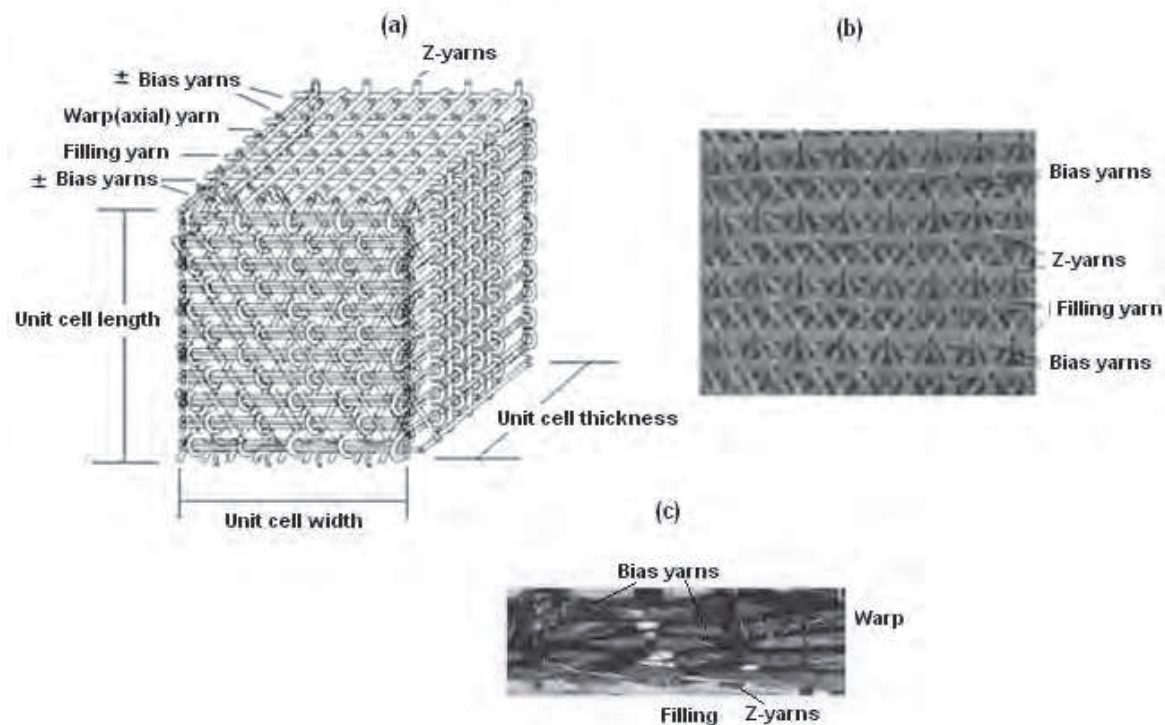 (a)
Z-yarns
± Bias yarns
Warp(axial) yarn
Filling yarn
± Bias yarns
Unit cell length
Unit cell thickness
Unit cell width
(b)
Bias yarns
Z-yarns
Filling yarn
Bias yarns
(c)
Bias yarns
Warp
Filling
Z-yarns